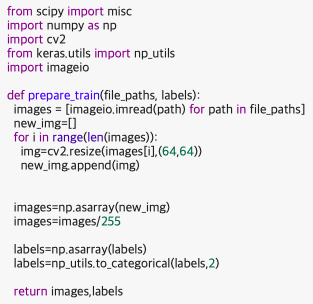 from scipy import misc
import numpy as np
import cv2
from keras.utils import np_utils
import imageio
def prepare_train(file_paths, labels):
  images = [imageio.imread(path) for path in file_paths]
  new_img=[]
  for i in range(len(images)):
    img=cv2.resize(images[i],(64,64))
    new_img.append(img)
  images=np.asarray(new_img)
  images=images/255
  labels=np.asarray(labels)
  labels=np_utils.to_categorical(labels,2)
  return images,labels